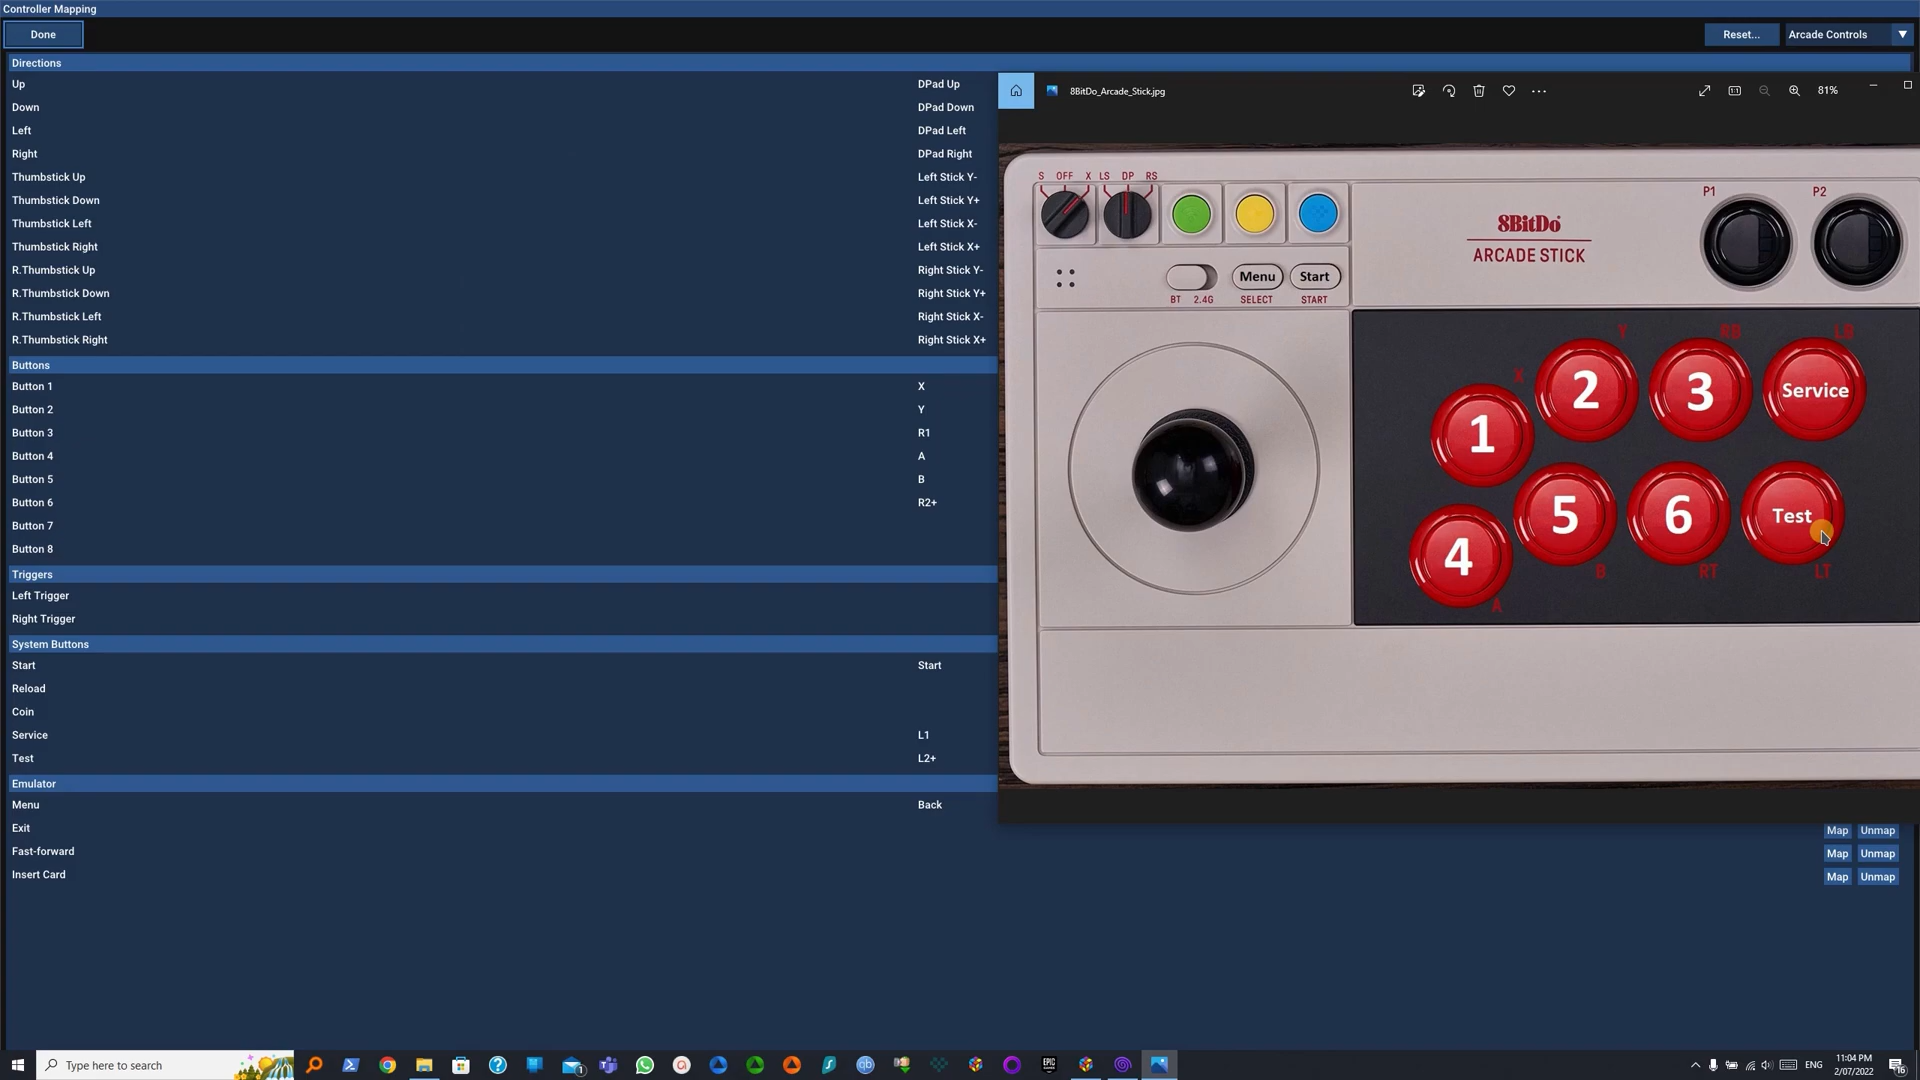 Controller Mapping
Done
Reset...
Arcade Controls
Directions
Up
DPad Up
Down
DPad Down
Left
DPad Left
Right
DPad Right
Thumbstick Up
Left Stick Y-
Thumbstick Down
Left Stick Y+
Thumbstick Left
Left Stick X-
Thumbstick Right
Left Stick X+
R.Thumbstick Up
Right Stick Y-
R.Thumbstick Down
Right Stick Y+
R.Thumbstick Left
Right Stick X-
R.Thumbstick Right
Right Stick X+
Buttons
Button 1
X
Button 2
Y
Button 3
R1
Button 4
A
Button 5
B
Button 6
R2+
Button 7
Button 8
Triggers
Left Trigger
Right Trigger
System Buttons
Start
Start
Reload
Coin
Service
L1
Test
L2+
Emulator
Menu
Back
Exit
Map Unmap
Fast-forward
Map Unmap
Insert Card
Map Unmap
8BitDo_Arcade_Stick.jpg
81%
S OFF X LS DP RS
P1
P2
8BitDo
ARCADE STICK
Menu
Start
BT 2.4G
SELECT
START
Y
RB
LB
X
1
2
3
Service
4
5
6
Test
A
B
RT
LT
Type here to search
ENG
11:04 PM
2/07/2022
16